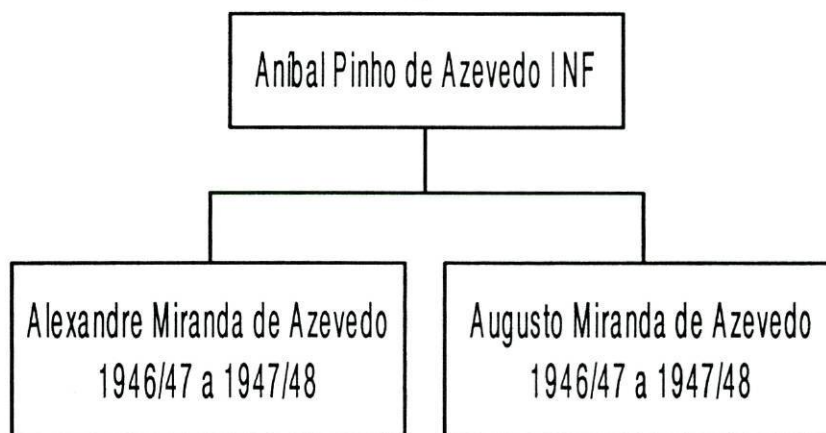 Aníbal Pinho de Azevedo I NF
Alexandre Miranda de Azevedo
1946/47 a 1947/48
Augusto Miranda de Azevedo
1946/47 a 1947/48